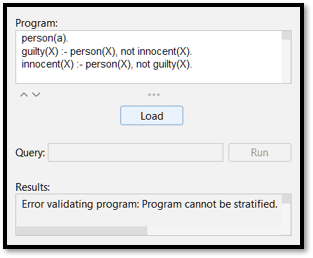 Program:
person(a).
guilty(X) :- person(X), not innocent(X).
innocent(X) :- person(X), not guilty(X).
Load
Query:
Run
Results:
Error validating program: Program cannot be stratified.